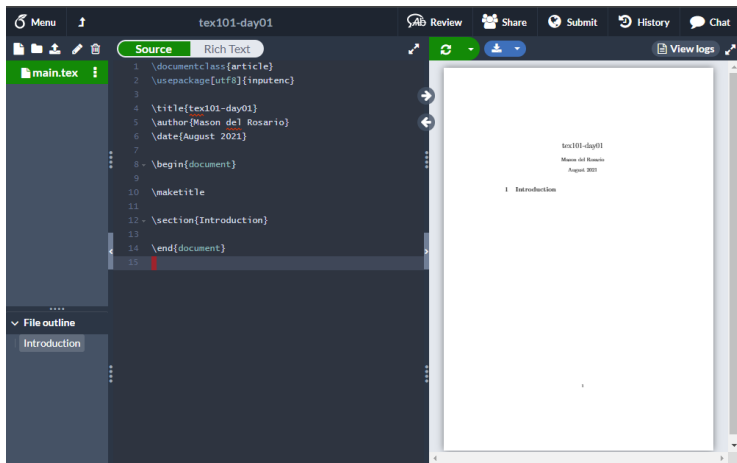 Menu
tex101-day01
Review
Share
Submit
History
Chat
Source
Rich Text
View logs
main.tex
1 \documentclass{article}
2 \usepackage[utf8]{inputenc}
3
4 \title{tex101-day01}
5 \author{Mason del Rosario}
6 \date{August 2021}
7
8 \begin{document}
9
10 \maketitle
11
12 \section{Introduction}
13
14 \end{document}
15
File outline
Introduction
tex101-day01
Mason del Rosario
August 2021
1 Introduction
1